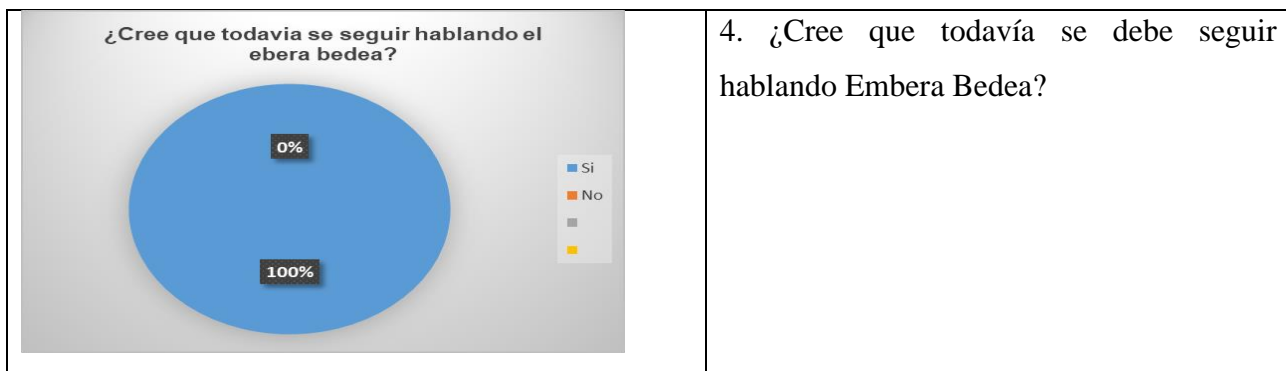 ¿Cree que todavia se seguir hablando el
ebera bedea?
0%
100%
Si
No
4. ¿Cree que todavía se debe seguir
hablando Embera Bedea?